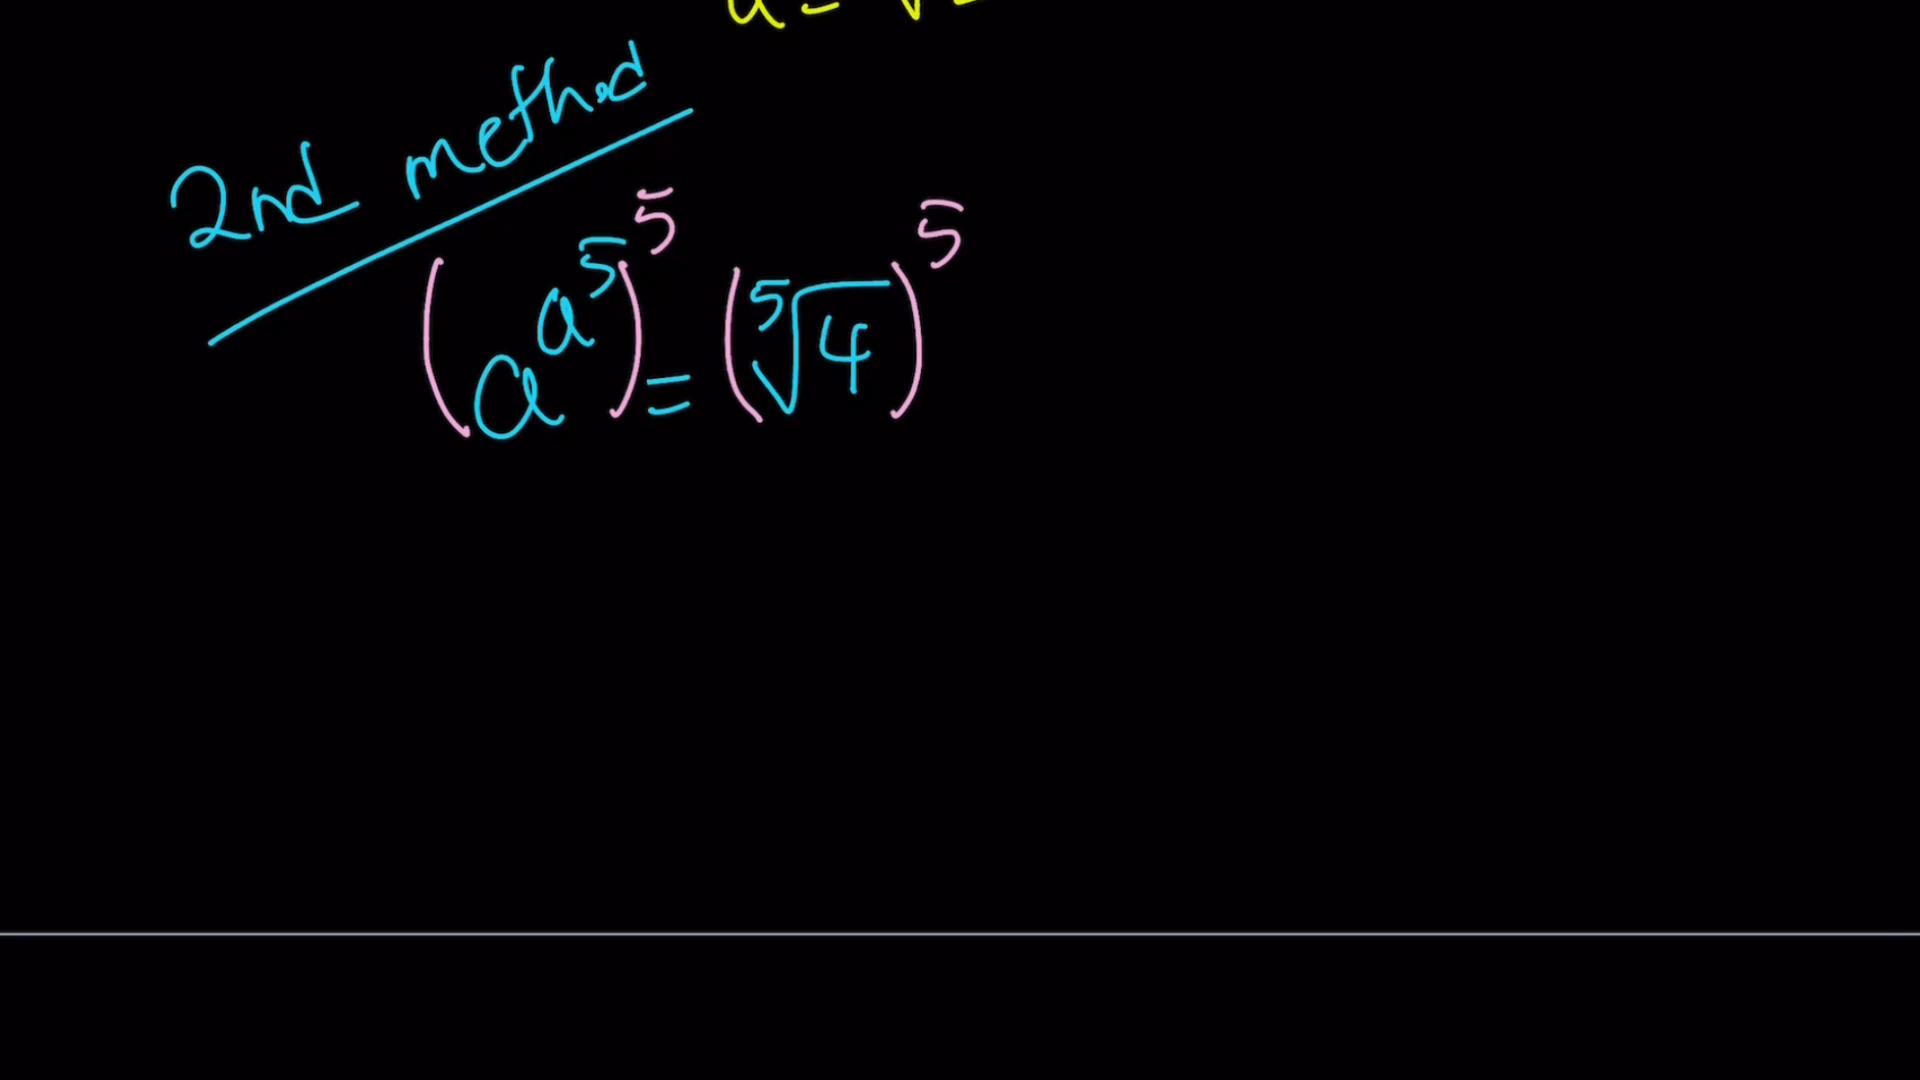 a =
2nd method
(a^a^5)^5 = (⁵√4)^5